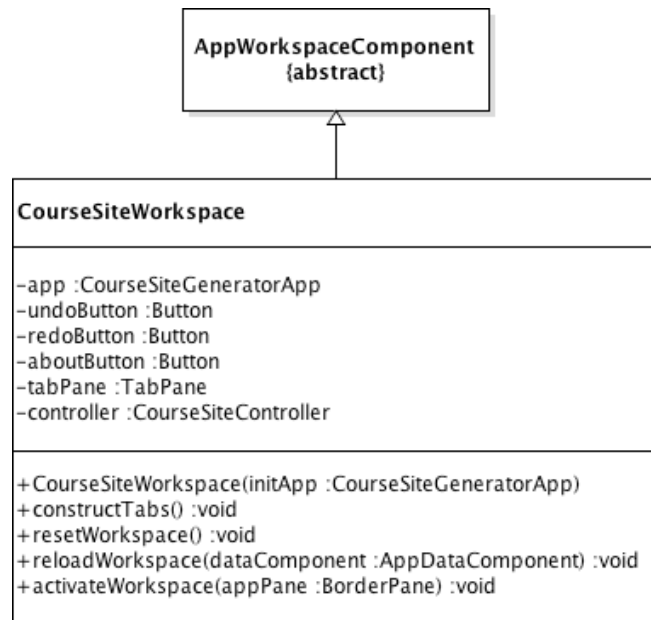 AppWorkspaceComponent
{abstract}
CourseSiteWorkspace
-app :CourseSiteGeneratorApp
-undoButton :Button
-redoButton :Button
-aboutButton :Button
-tabPane :TabPane
-controller :CourseSiteController
+CourseSiteWorkspace(initApp :CourseSiteGeneratorApp)
+constructTabs() :void
+resetWorkspace() :void
+reloadWorkspace(dataComponent :AppDataComponent) :void
+activateWorkspace(appPane :BorderPane) :void